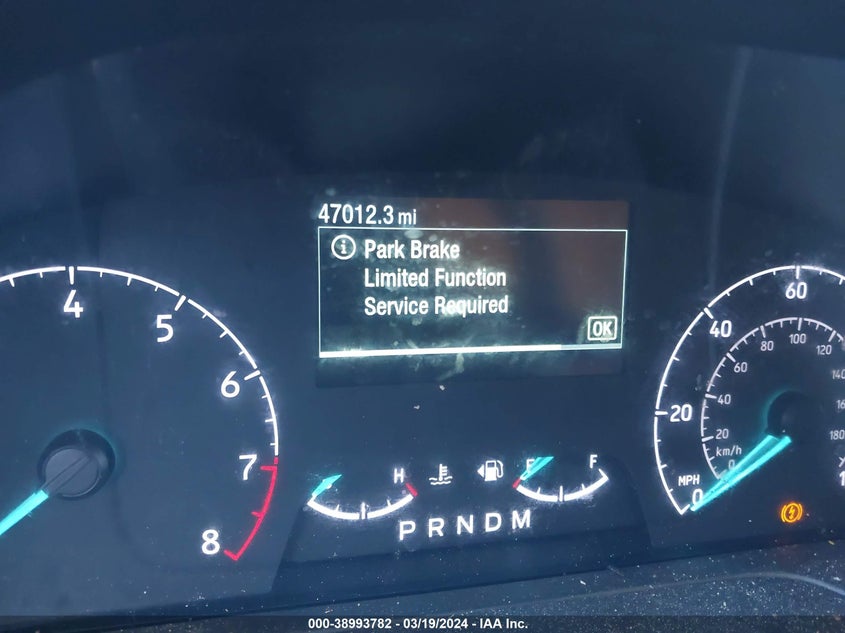 47012.3 mi
Park Brake
Limited Function
Service Required
OK
4
5
6
7
8
H
F
P R N D M
MPH
0
20
40
60
km/h
0
20
40
60
80
100
120
000-38993782 - 03/19/2024 - IAA Inc.